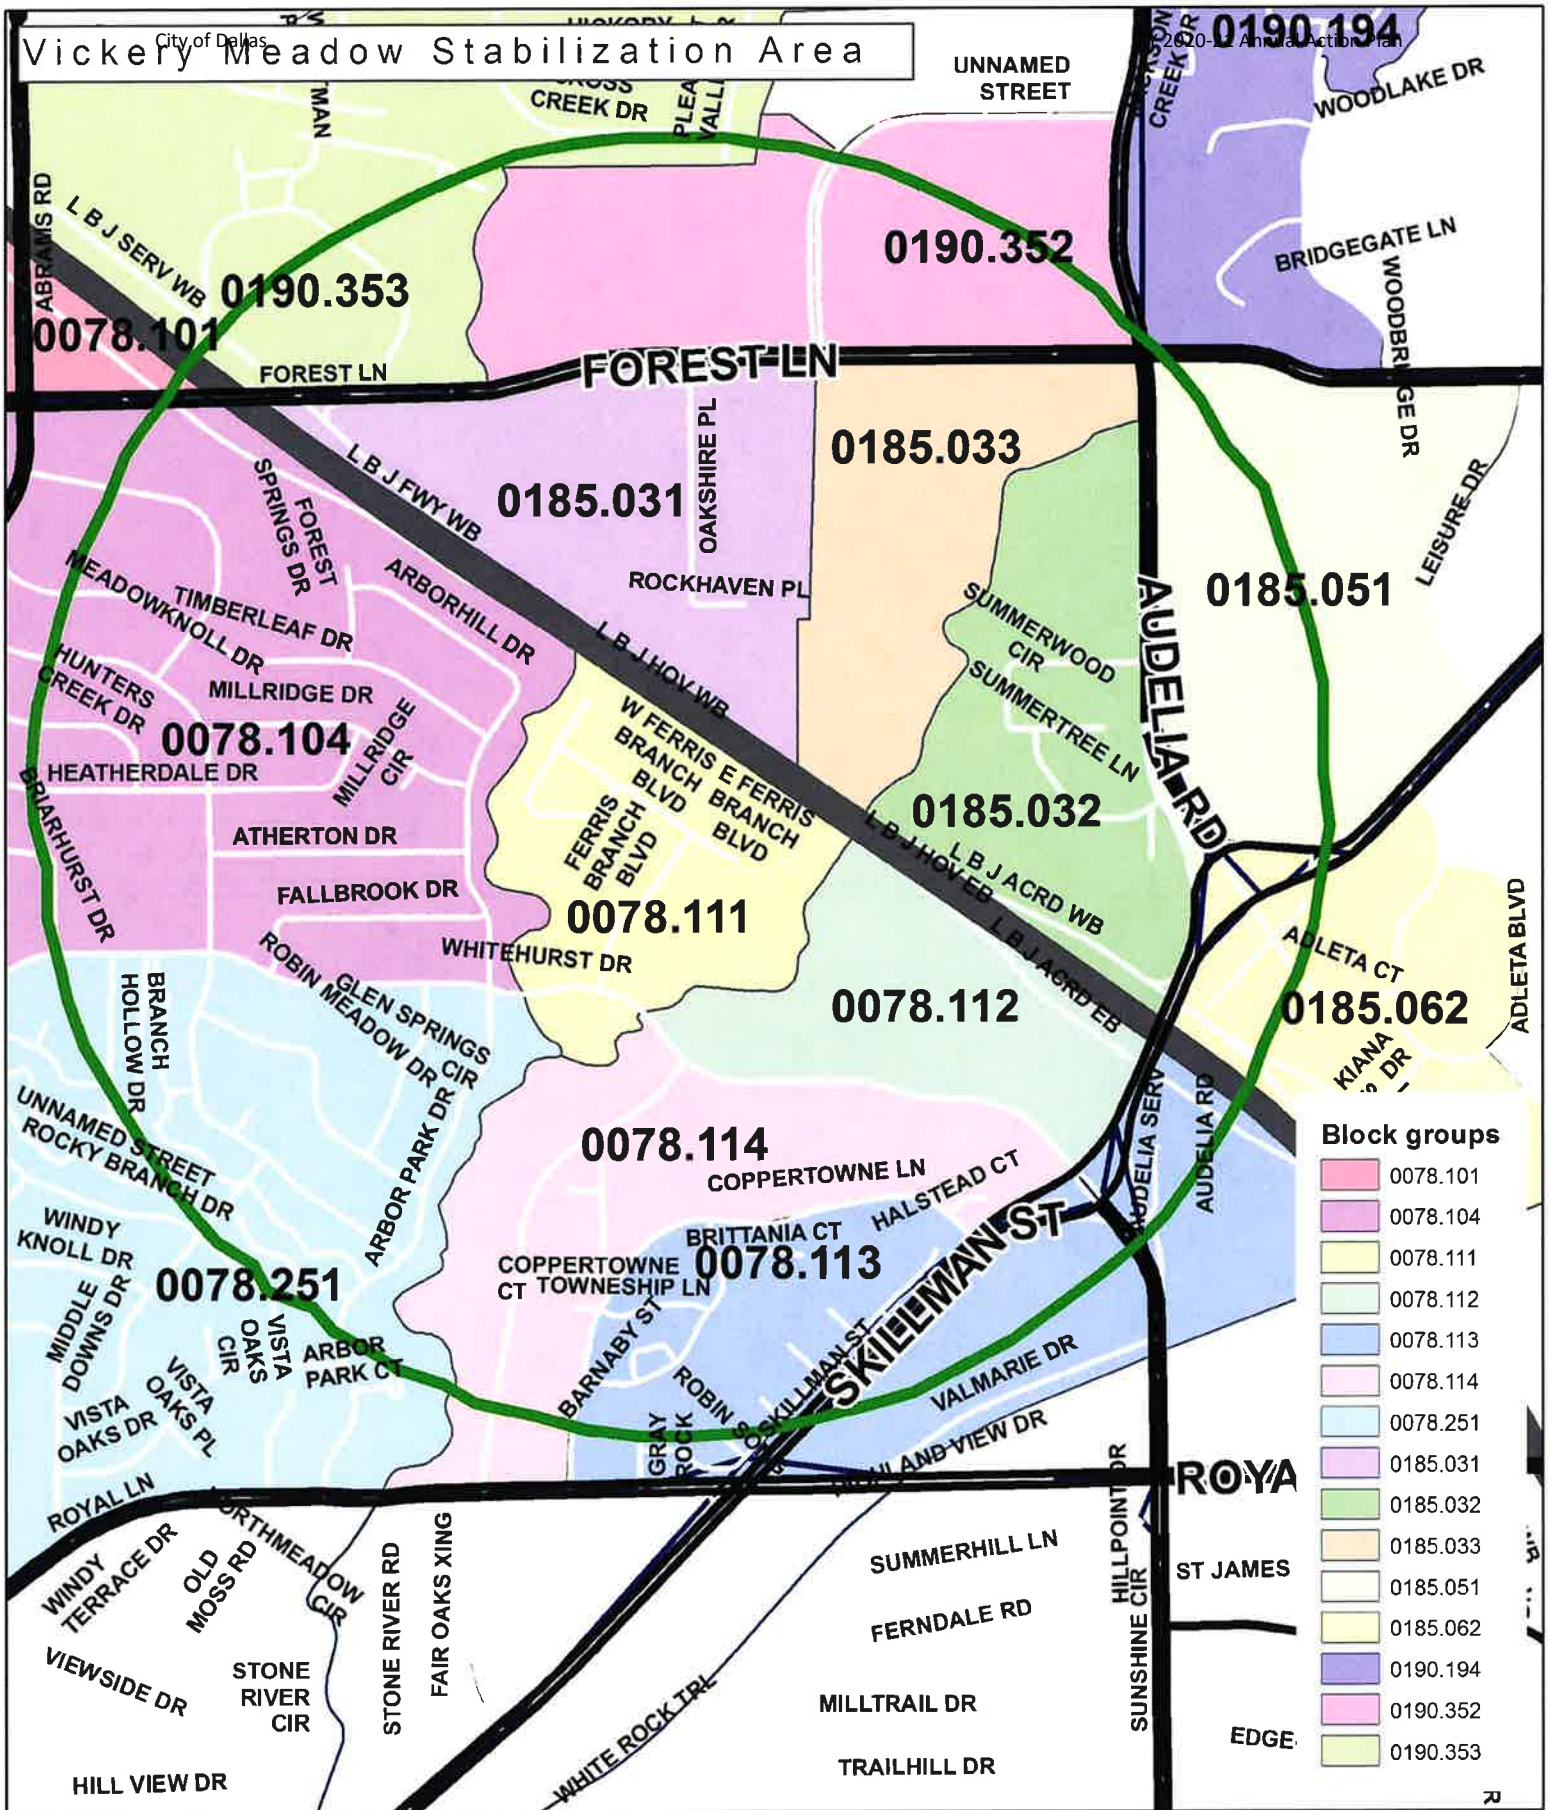 City of Dallas
2020-21 Annual Action Plan
Vickery Meadow Stabilization Area
CREEK DR
UNNAMED
STREET
CREEK DR
0190.194
WOODLAKE DR
ABRAMS RD
L B J SERV WB
0190.353
0078.101
FOREST LN
0190.352
BRIDGEGATE LN
WOODBRIDGE DR
FOREST LN
L B J FWY WB
0185.031
OAKSHIRE PL
ROCKHAVEN PL
0185.033
LEISURE DR
0185.051
FOREST
SPRINGS DR
ARBORHILL DR
TIMBERLEAF DR
MEADOWKNOLL DR
HUNTERS
CREEK DR
MILLRIDGE DR
0078.104
MILLRIDGE
CIR
HEATHERDALE DR
BRIARHURST DR
ATHERTON DR
FALLBROOK DR
L B J HOV WB
W FERRIS
BRANCH
BLVD
E FERRIS
BRANCH
BLVD
FERRIS
BRANCH
BLVD
0078.111
WHITEHURST DR
SUMMERWOOD
CIR
SUMMERTREE LN
AUDELIA RD
0185.032
L B J HOV EB
L B J ACRD WB
L B J ACRD EB
0078.112
ADLETA CT
ADLETA BLVD
0185.062
KIANA
DR
ROBIN MEADOW DR
GLEN SPRINGS
CIR
BRANCH
HOLLOW DR
UNNAMED STREET
ROCKY BRANCH DR
ARBOR PARK DR
WINDY
KNOLL DR
0078.251
MIDDLE
DOWNS DR
VISTA
OAKS
CIR
ARBOR
PARK CT
VISTA
OAKS PL
VISTA
OAKS DR
ROYAL LN
0078.114
COPPERTOWNE LN
HALSTEAD CT
BRITTANIA CT
0078.113
COPPERTOWNE
CT
TOWNESHIP LN
BARNABY ST
SKILLMAN ST
SKILLMAN ST
AUDELIA SERV
AUDELIA RD
VALMARIE DR
GRAY
ROCK
ROBIN
HILLPOINT DR
ROYA
WINDY
TERRACE DR
OLD
MOSS RD
NORTHMEADOW
CIR
STONE RIVER RD
FAIR OAKS XING
SUMMERHILL LN
ST JAMES
FERNDALE RD
SUNSHINE CIR
VIEWSIDE DR
STONE
RIVER
CIR
WHITE ROCK TRL
MILLTRAIL DR
EDGE
TRAILHILL DR
HILL VIEW DR
Block groups
0078.101
0078.104
0078.111
0078.112
0078.113
0078.114
0078.251
0185.031
0185.032
0185.033
0185.051
0185.062
0190.194
0190.352
0190.353
R